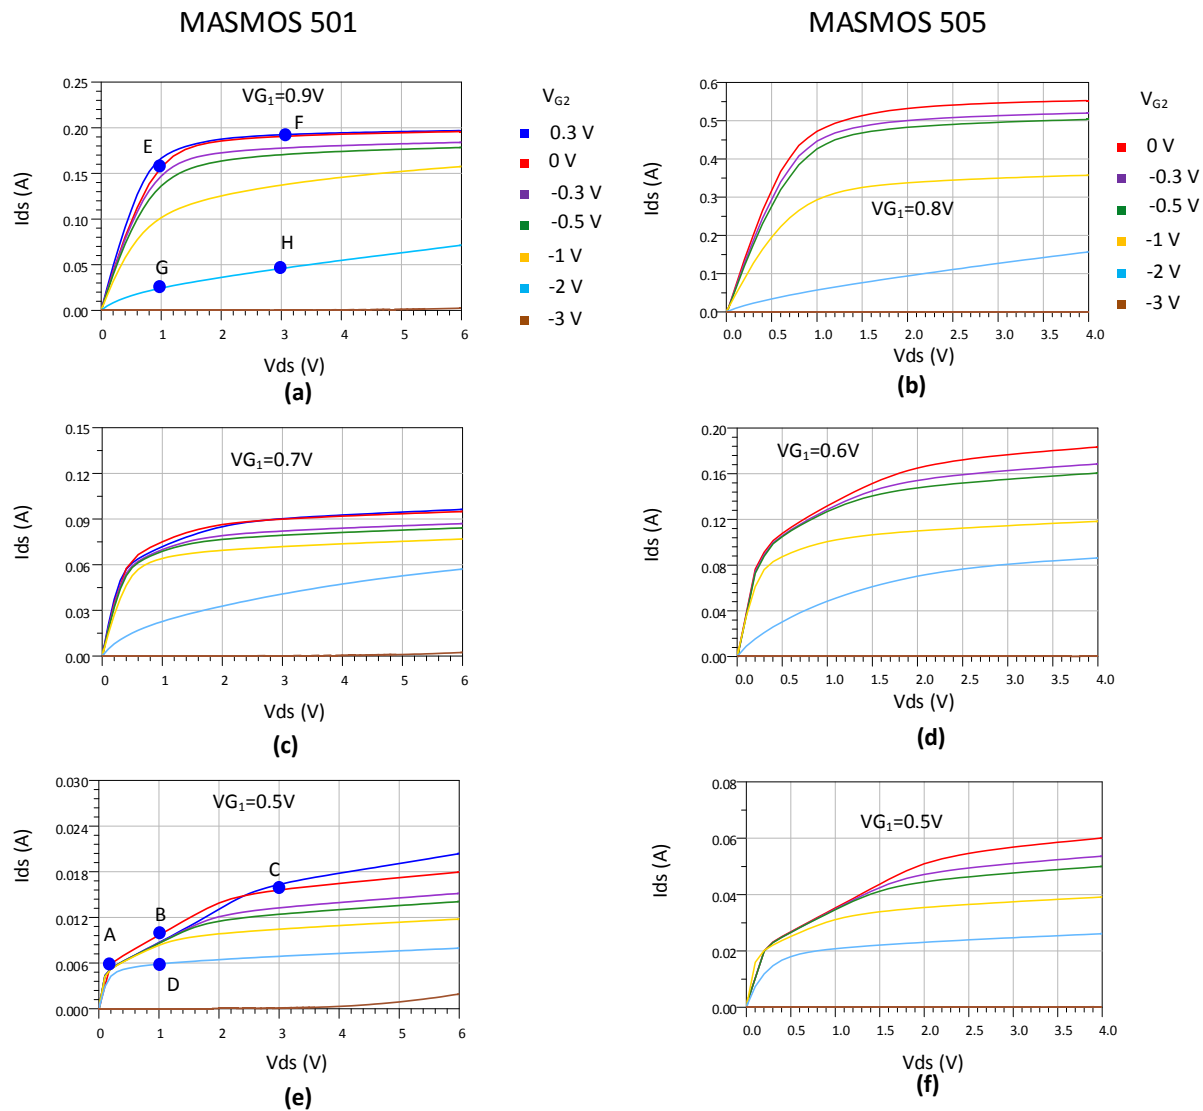 MASMOS 501
MASMOS 505
0.25
0.20
0.15
0.10
0.05
0.00
Ids (A)
VG₁=0.9V
E
F
G
H
0 1 2 3 4 5 6
Vds (V)
(a)
V_G2
0.3 V
0 V
-0.3 V
-0.5 V
-1 V
-2 V
-3 V
0.6
0.5
0.4
0.3
0.2
0.1
0.0
Ids (A)
VG₁=0.8V
0.0 0.5 1.0 1.5 2.0 2.5 3.0 3.5 4.0
Vds (V)
(b)
V_G2
0 V
-0.3 V
-0.5 V
-1 V
-2 V
-3 V
0.15
0.12
0.09
0.06
0.03
0.00
Ids (A)
VG₁=0.7V
0 1 2 3 4 5 6
Vds (V)
(c)
0.20
0.16
0.12
0.08
0.04
0.00
Ids (A)
VG₁=0.6V
0.0 0.5 1.0 1.5 2.0 2.5 3.0 3.5 4.0
Vds (V)
(d)
0.030
0.024
0.018
0.012
0.006
0.000
Ids (A)
VG₁=0.5V
A
B
C
D
0 1 2 3 4 5 6
Vds (V)
(e)
0.08
0.06
0.04
0.02
0.00
Ids (A)
VG₁=0.5V
0.0 0.5 1.0 1.5 2.0 2.5 3.0 3.5 4.0
Vds (V)
(f)